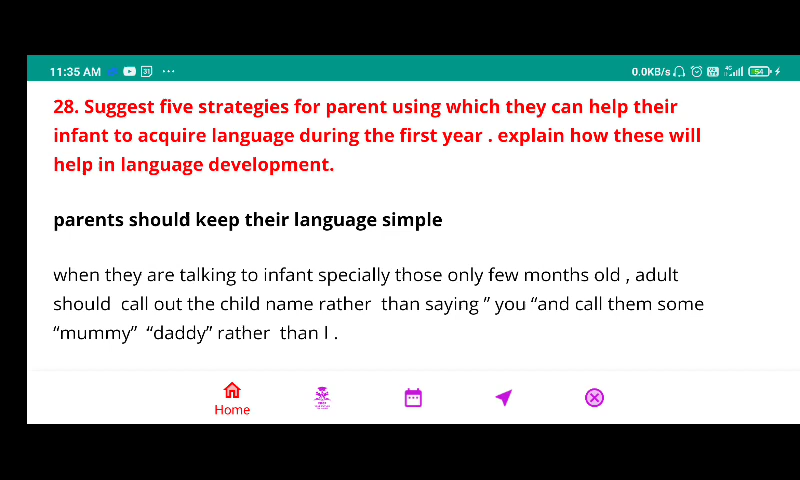 11:35 AM
0.0KB/s 4G 54
28. Suggest five strategies for parent using which they can help their
infant to acquire language during the first year . explain how these will
help in language development.
parents should keep their language simple
when they are talking to infant specially those only few months old , adult
should call out the child name rather than saying ” you “and call them some
“mummy” “daddy” rather than I .
Home